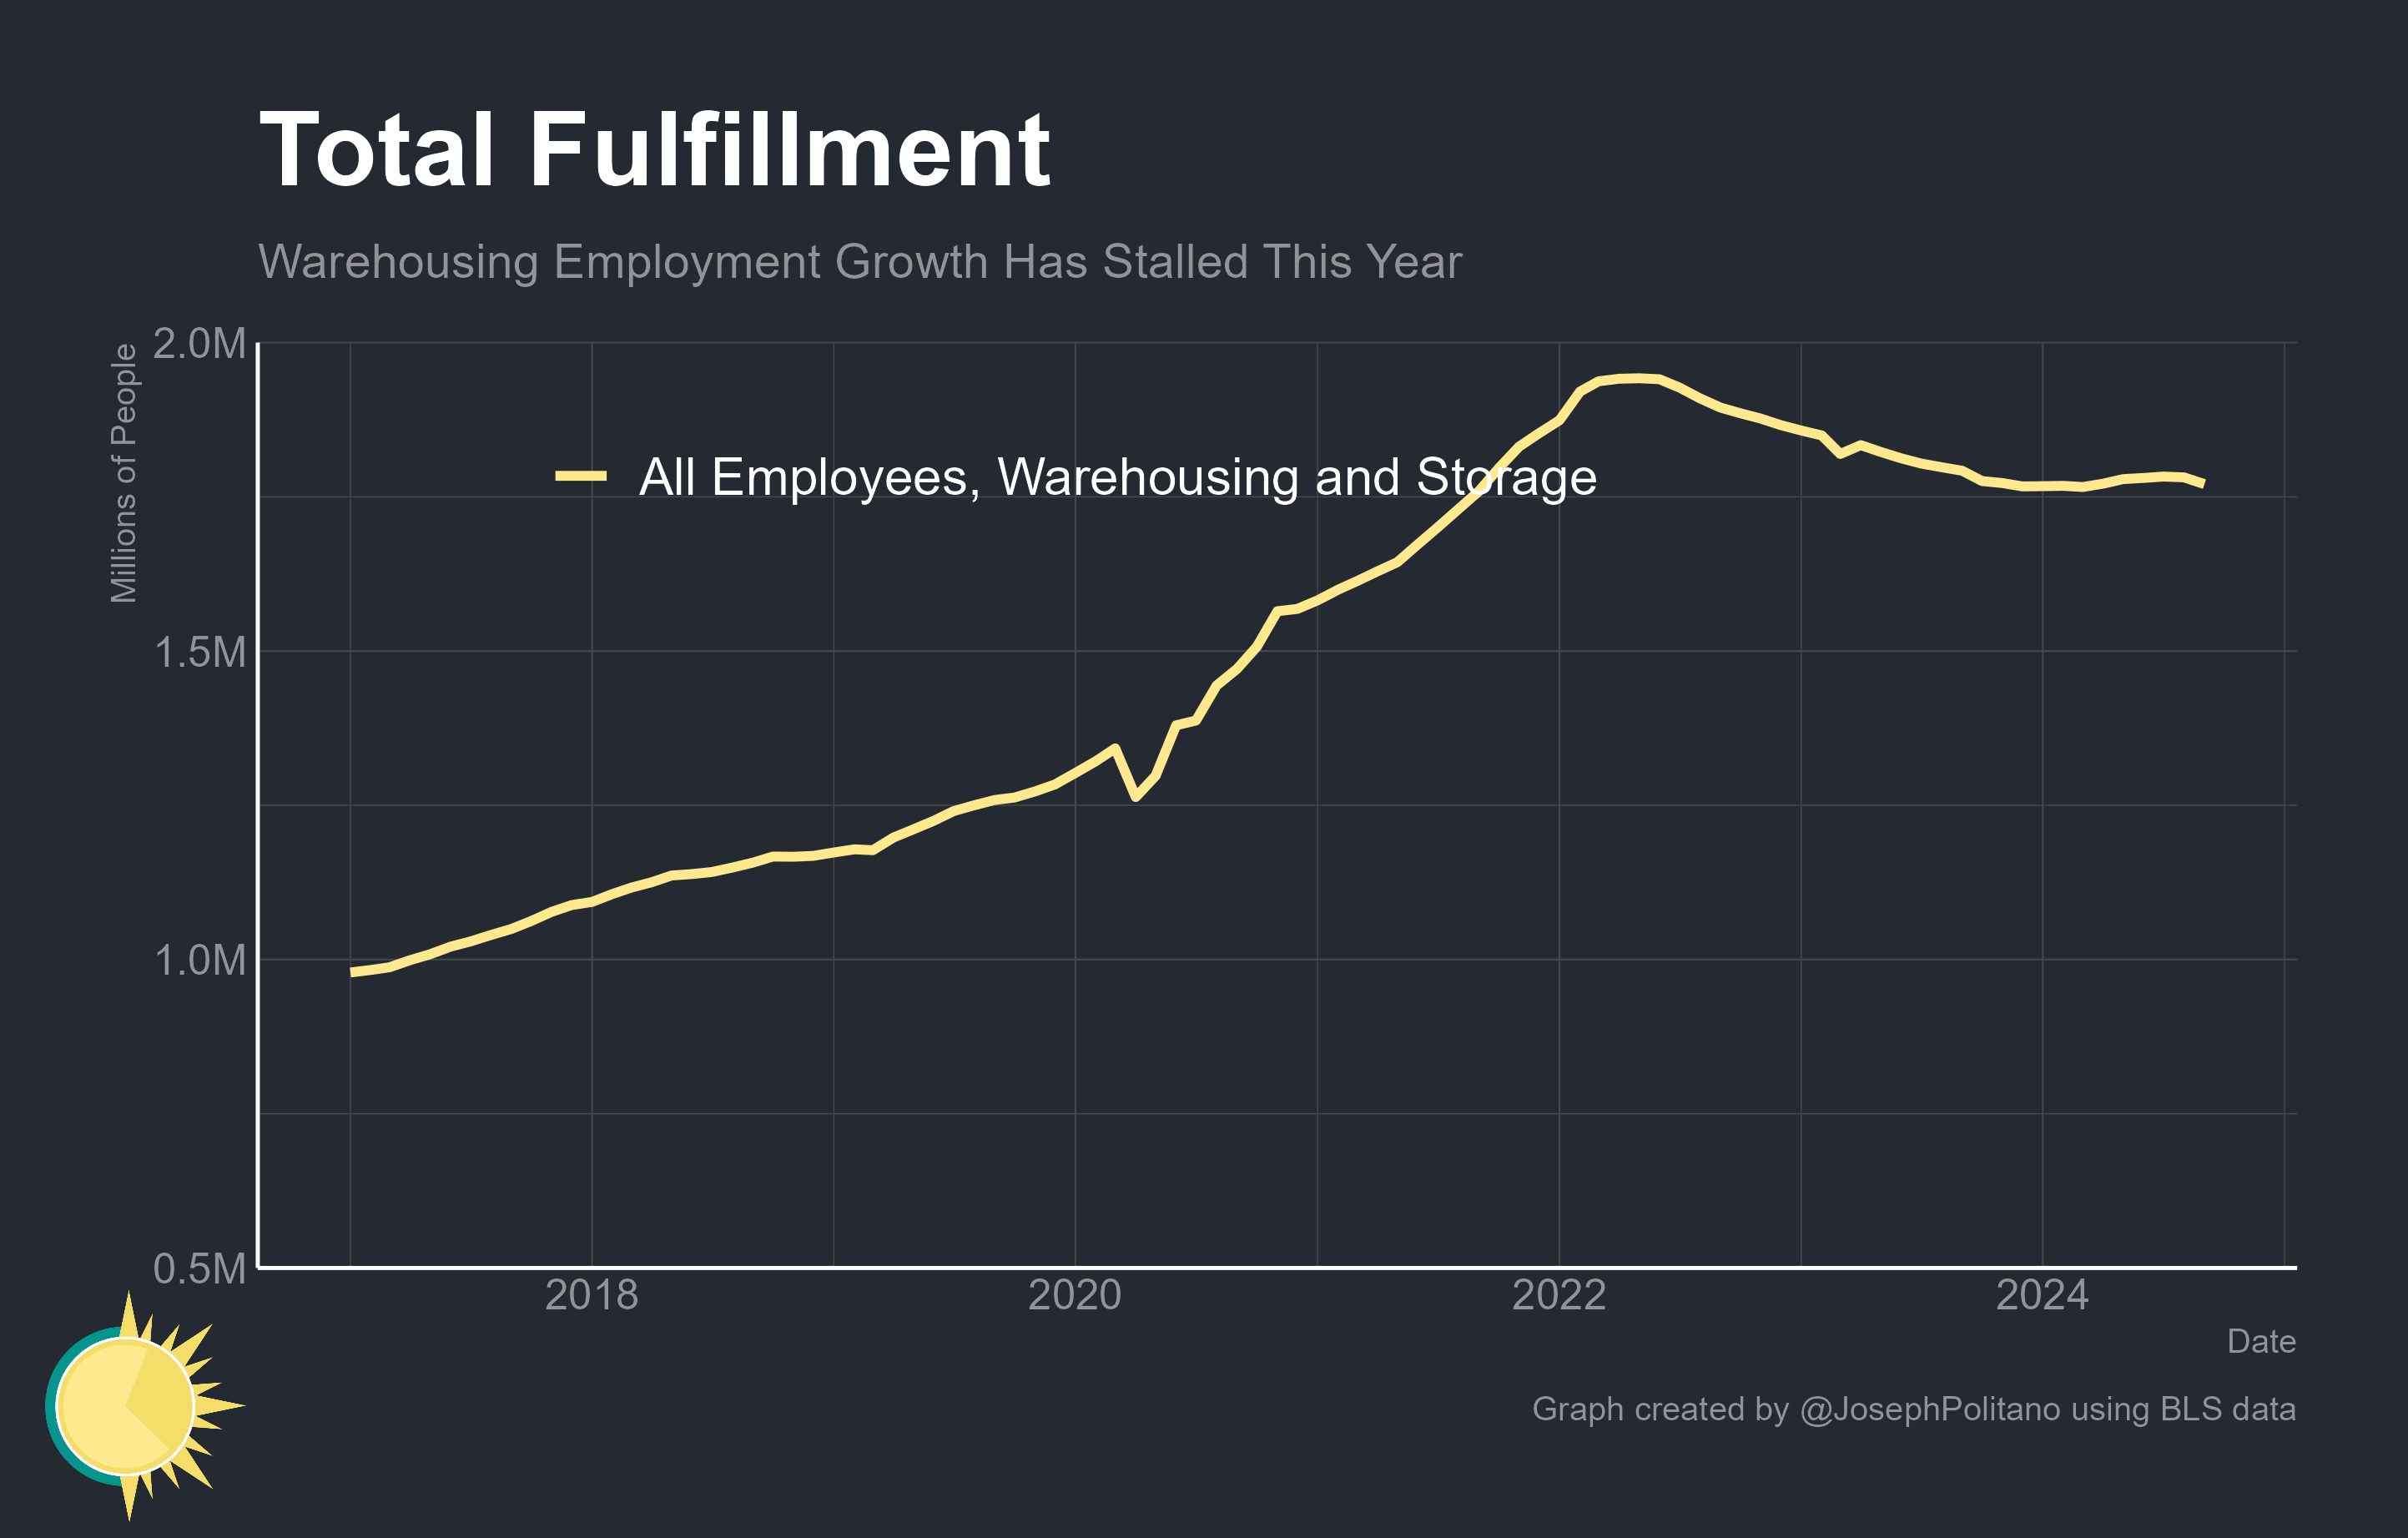 Total Fulfillment
Warehousing Employment Growth Has Stalled This Year
Millions of People
2.0M
1.5M
1.0M
0.5M
All Employees, Warehousing and Storage
2018
2020
2022
2024
Date
Graph created by @JosephPolitano using BLS data